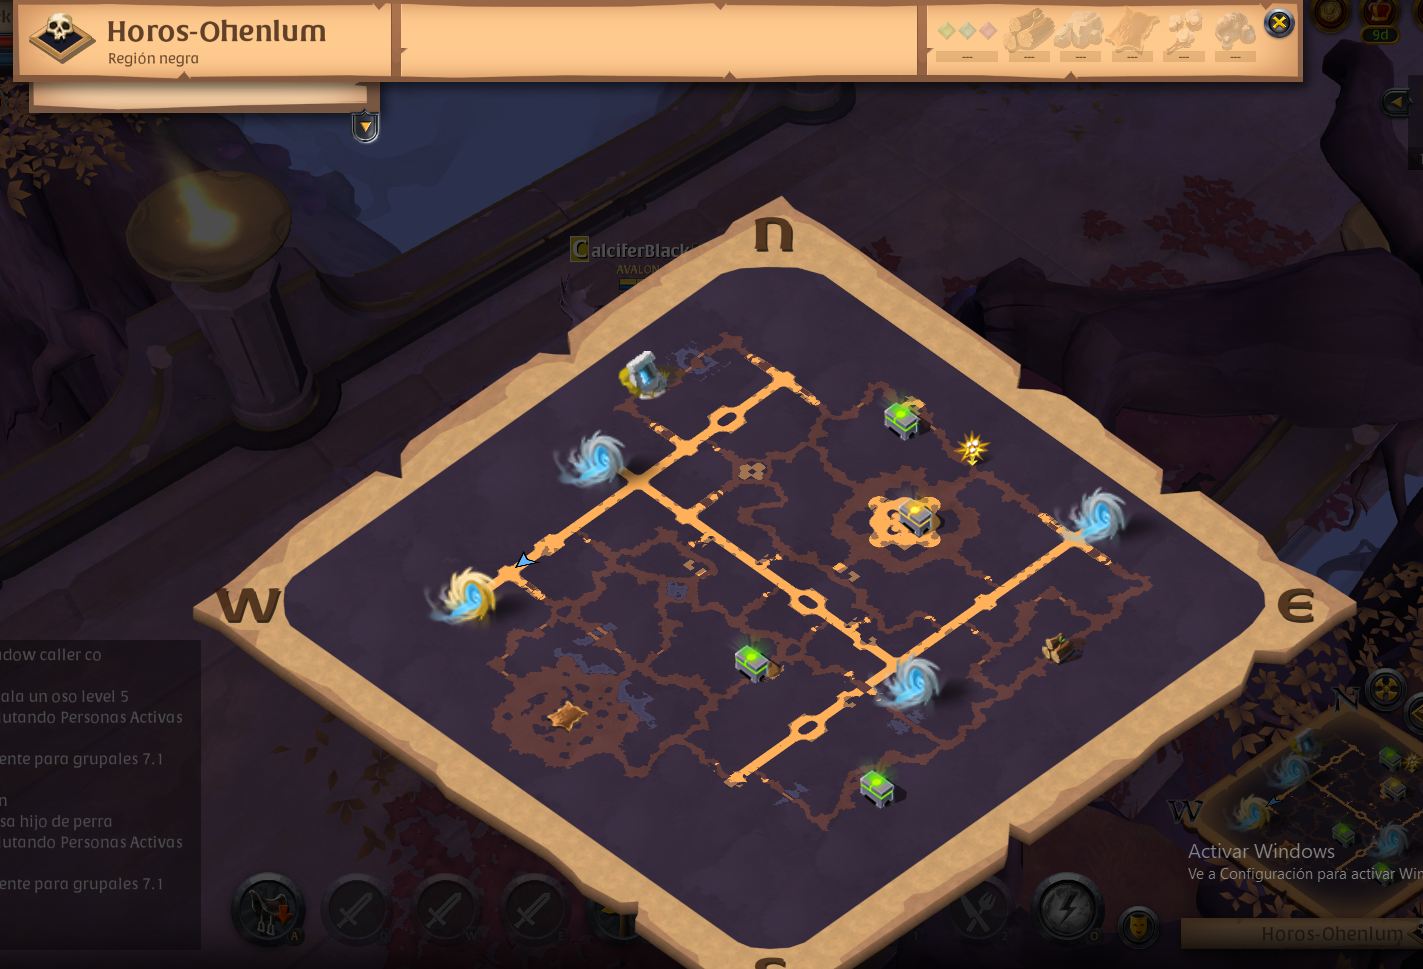 Horos-Ohenlum
Región negra
--- --- --- --- --- ---
9d
N
CalciferBlack
AVALON
W
E
dow caller co
ala un oso level 5
lutando Personas Activas
ente para grupales 7.1
n
sa hijo de perra
lutando Personas Activas
ente para grupales 7.1
N
W
Activar Windows
Ve a Configuración para activar Win
A
W
Horos-Ohenlum